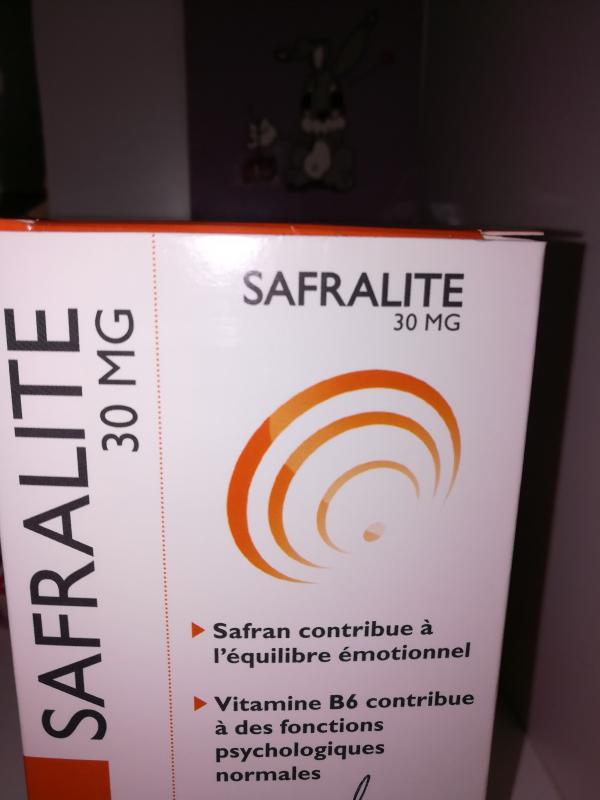 SAFRALITE
30 MG
SAFRALITE
30 MG
Safran contribue à
l'équilibre émotionnel
Vitamine B6 contribue
à des fonctions
psychologiques
normales